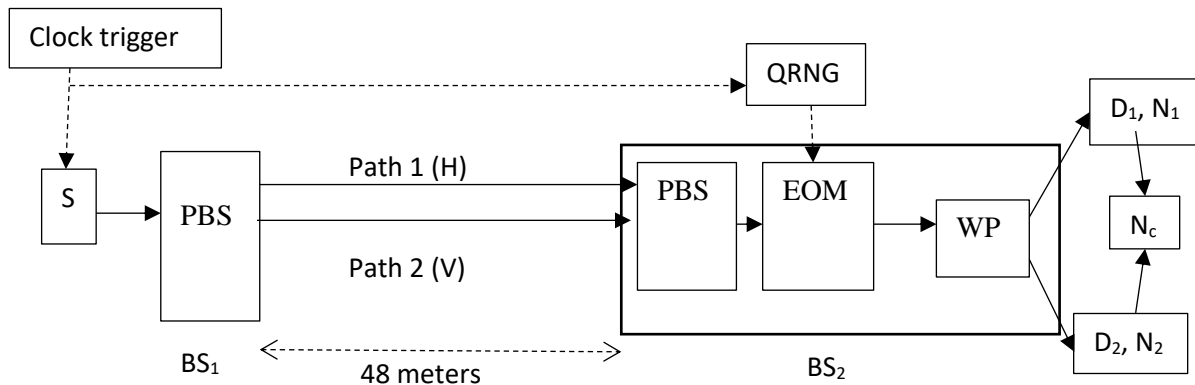 Clock trigger
QRNG
D₁, N₁
S
PBS
Path 1 (H)
PBS
EOM
WP
N_c
Path 2 (V)
D₂, N₂
BS₁
48 meters
BS₂